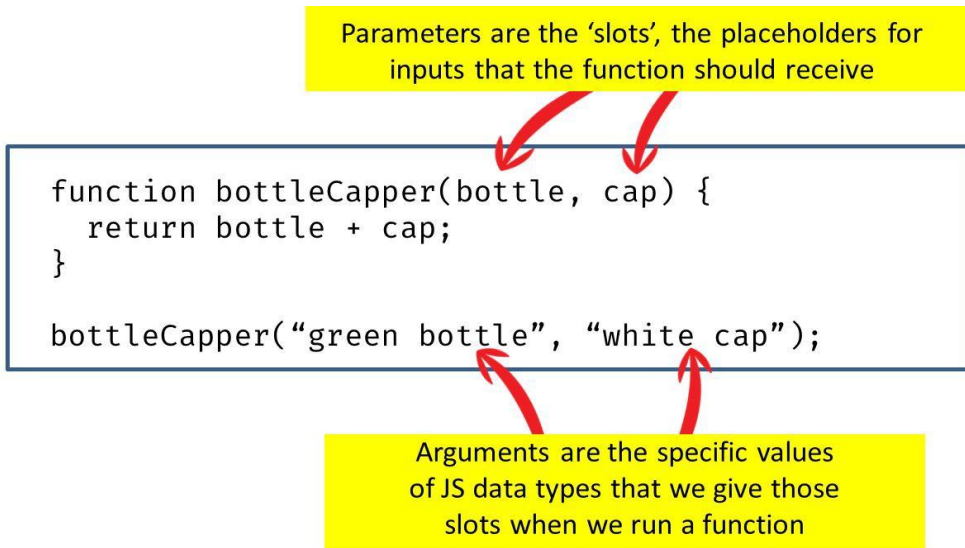 Parameters are the ‘slots’, the placeholders for
inputs that the function should receive
function bottleCapper(bottle, cap) {
  return bottle + cap;
}
bottleCapper(“green bottle”, “white cap”);
Arguments are the specific values
of JS data types that we give those
slots when we run a function